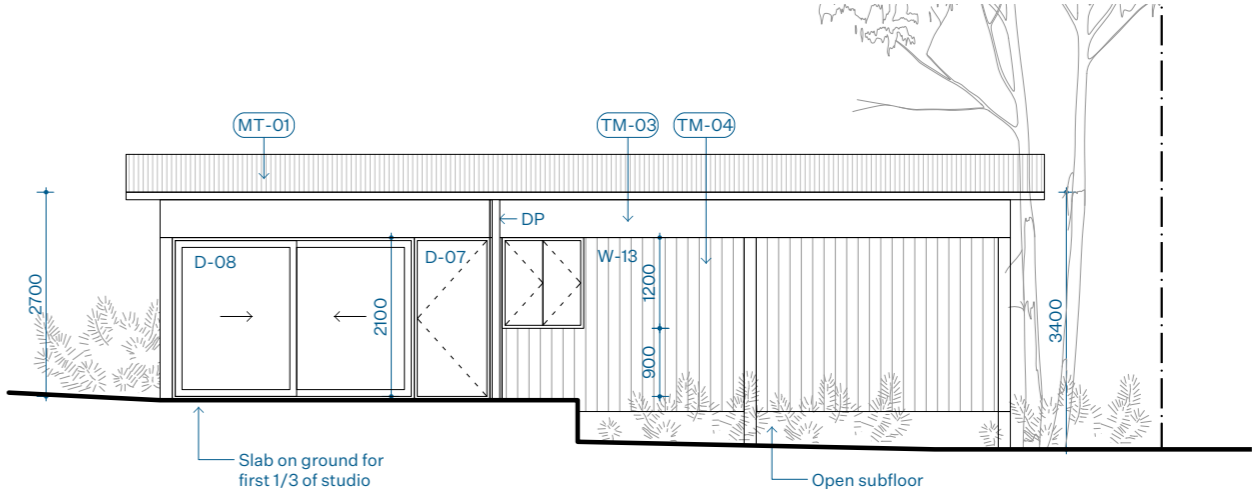 MT-01
TM-03
TM-04
DP
D-08
D-07
W-13
2700
2100
1200
900
3400
Slab on ground for
first 1/3 of studio
Open subfloor